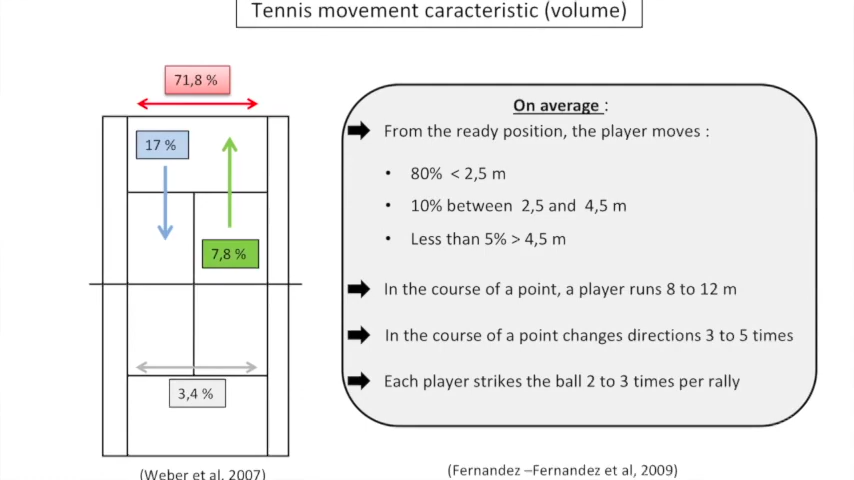 Tennis movement caracteristic (volume)
71,8 %
17 %
7,8 %
3,4 %
(Weber et al, 2007)
On average :
From the ready position, the player moves :
• 80% < 2,5 m
• 10% between 2,5 and 4,5 m
• Less than 5% > 4,5 m
In the course of a point, a player runs 8 to 12 m
In the course of a point changes directions 3 to 5 times
Each player strikes the ball 2 to 3 times per rally
(Fernandez –Fernandez et al, 2009)